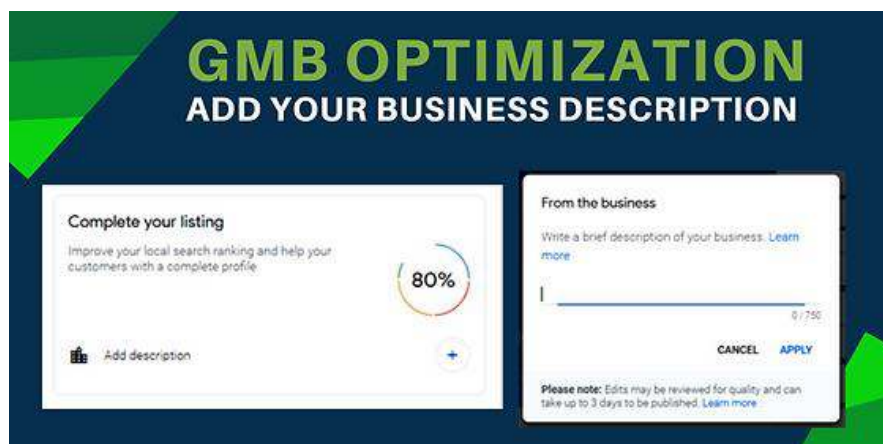 GMB OPTIMIZATION
ADD YOUR BUSINESS DESCRIPTION
Complete your listing
Improve your local search ranking and help your
customers with a complete profile
80%
Add description
+
From the business
Write a brief description of your business. Learn
more
0 / 750
CANCEL APPLY
Please note: Edits may be reviewed for quality and can
take up to 3 days to be published. Learn more